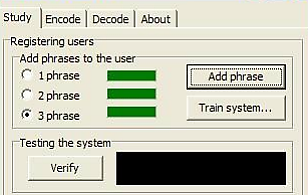 Study Encode Decode About
Registering users
Add phrases to the user
1 phrase
Add phrase
2 phrase
Train system...
3 phrase
Testing the system
Verify